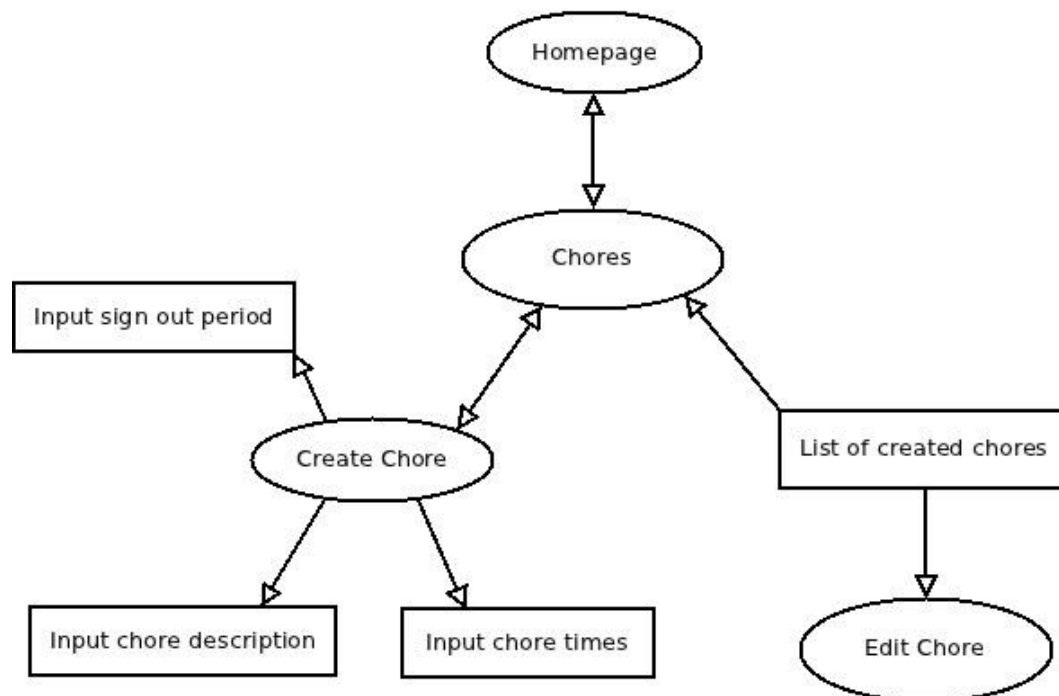 Homepage
Chores
Input sign out period
List of created chores
Create Chore
Input chore description
Input chore times
Edit Chore